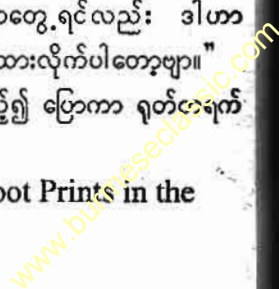 တွေ့ရင်လည်း ဒါဟာ
ထားလိုက်ပါတော့ဗျာ။”
၍ ပြောကာ ရုတ်တရက်
oot Prints in the
www.burmeseclassic.com